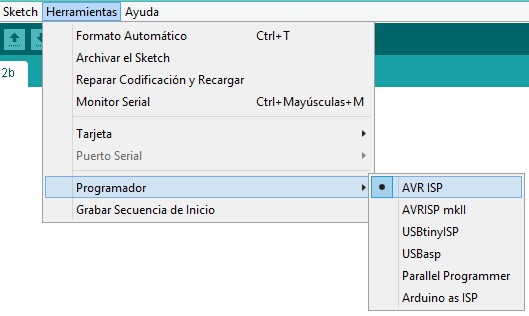 Sketch Herramientas Ayuda
2b
Formato Automático Ctrl+T
Archivar el Sketch
Reparar Codificación y Recargar
Monitor Serial Ctrl+Mayúsculas+M
Tarjeta
Puerto Serial
Programador
Grabar Secuencia de Inicio
AVR ISP
AVRISP mkII
USBtinyISP
USBasp
Parallel Programmer
Arduino as ISP